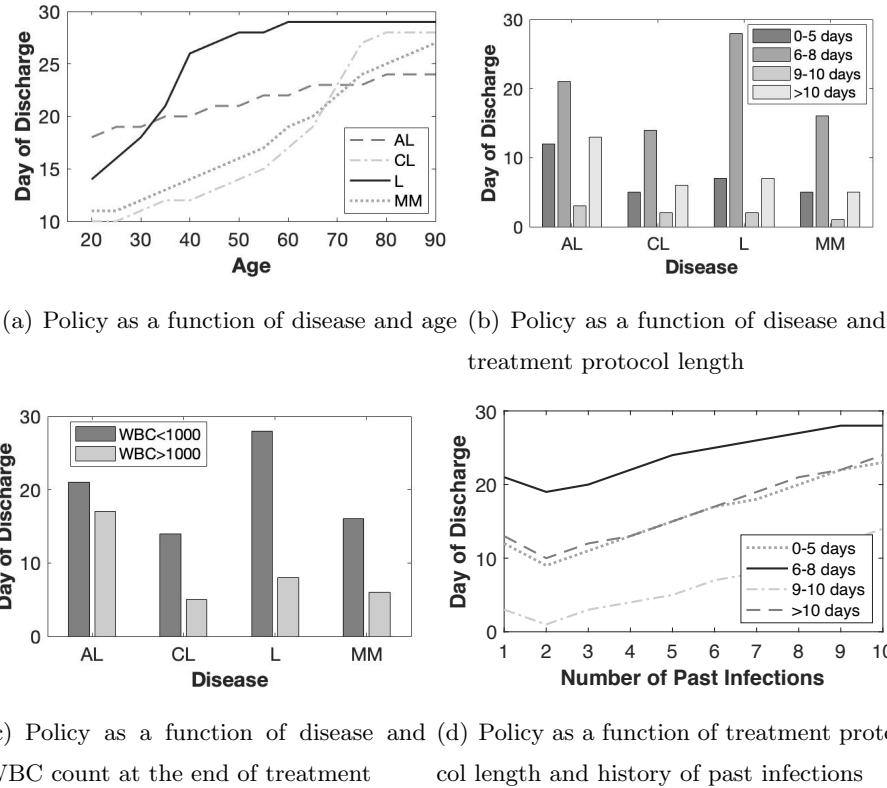 30
25
20
15
10
Day of Discharge
20 30 40 50 60 70 80 90
Age
AL
CL
L
MM
30
20
10
0
Day of Discharge
AL CL L MM
Disease
0-5 days
6-8 days
9-10 days
>10 days
(a) Policy as a function of disease and age
(b) Policy as a function of disease and
treatment protocol length
30
20
10
0
Day of Discharge
AL CL L MM
Disease
WBC<1000
WBC>1000
30
20
10
0
Day of Discharge
1 2 3 4 5 6 7 8 9 10
Number of Past Infections
0-5 days
6-8 days
9-10 days
>10 days
) Policy as a function of disease and
WBC count at the end of treatment
(d) Policy as a function of treatment proto
col length and history of past infections